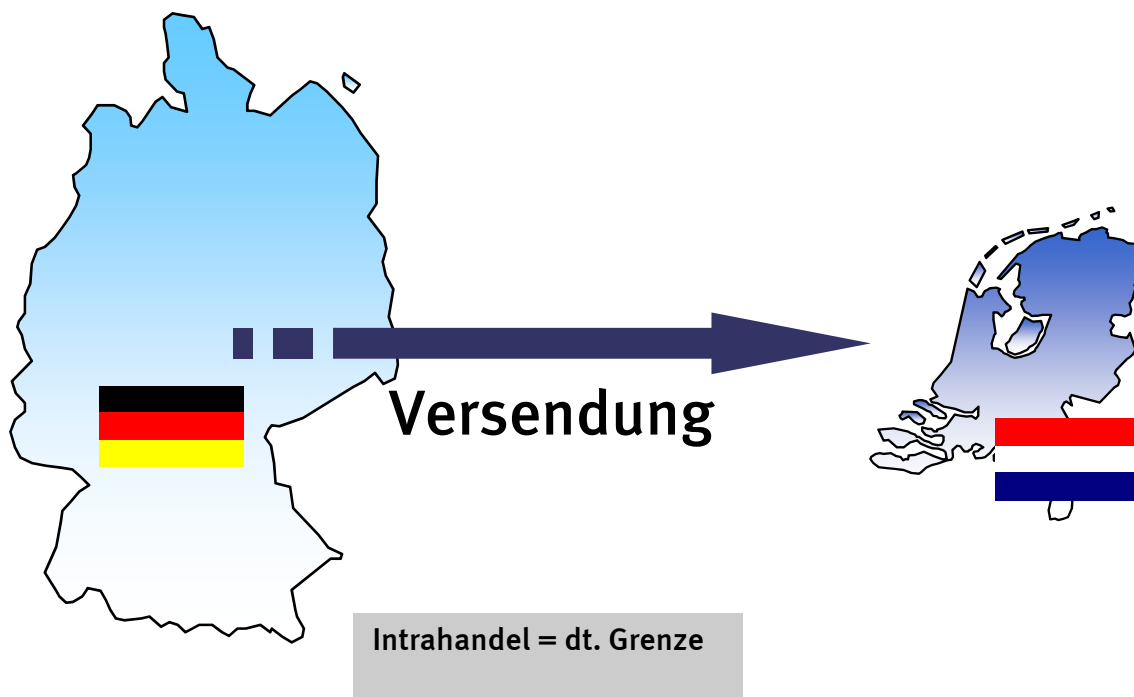 Versendung
Intrahandel = dt. Grenze